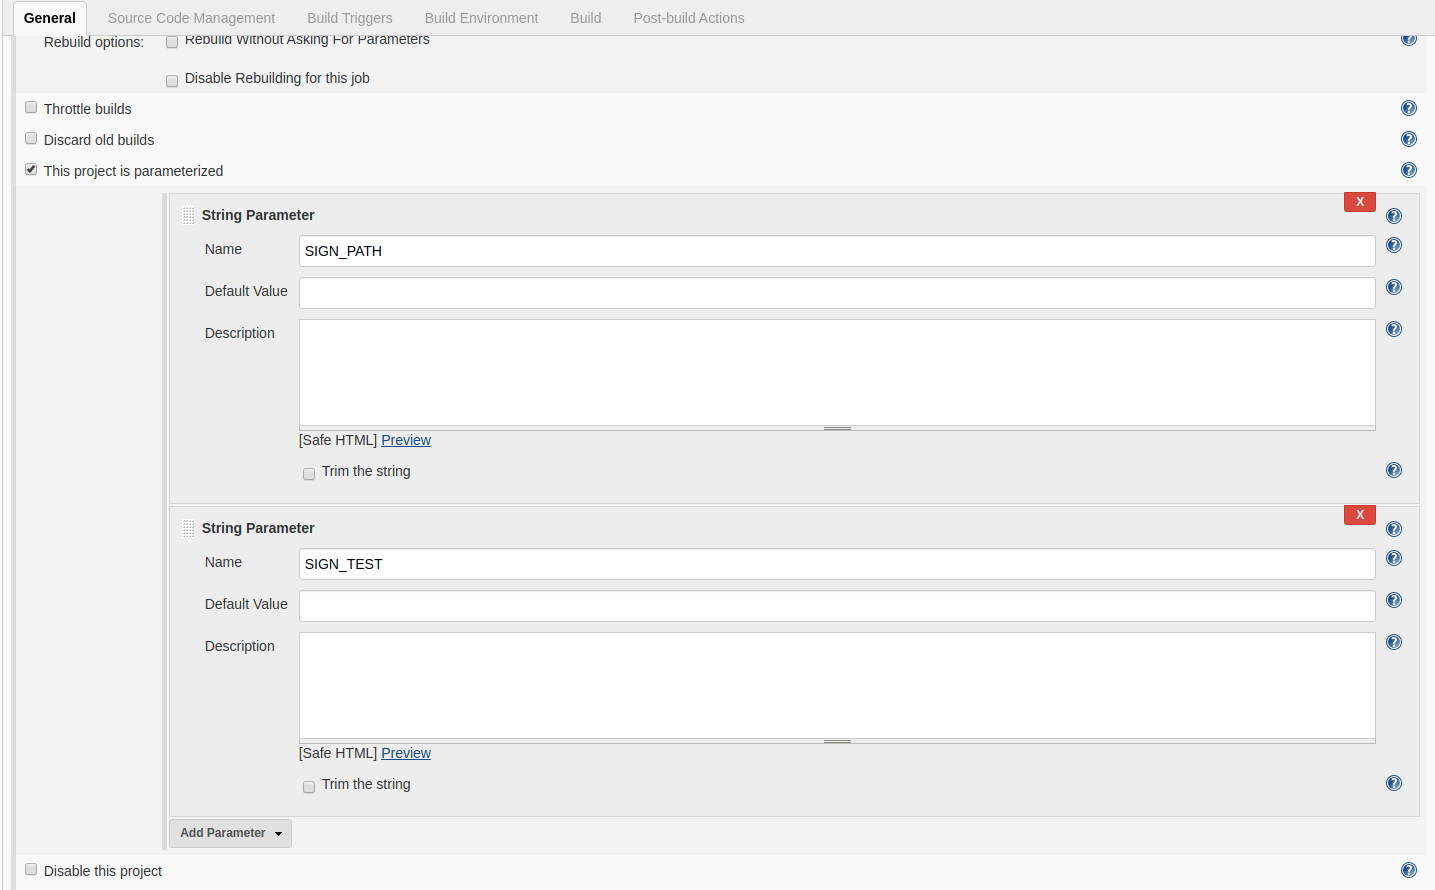 General Source Code Management Build Triggers Build Environment Build Post-build Actions
Rebuild options: Rebuild Without Asking For Parameters
Disable Rebuilding for this job
Throttle builds
Discard old builds
This project is parameterized
X
String Parameter
Name SIGN_PATH
Default Value
Description
[Safe HTML] Preview
Trim the string
X
String Parameter
Name SIGN_TEST
Default Value
Description
[Safe HTML] Preview
Trim the string
Add Parameter
Disable this project